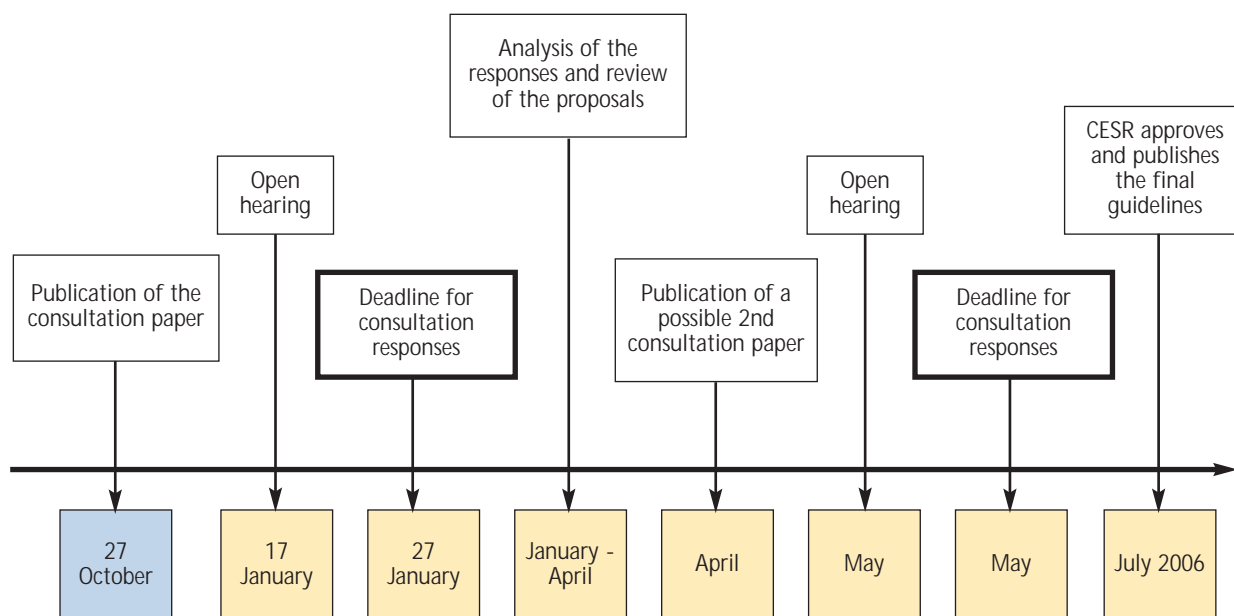 Publication of the
consultation paper
27
October
Open
hearing
17
January
Deadline for
consultation
responses
27
January
Analysis of the
responses and review
of the proposals
January -
April
Publication of a
possible 2nd
consultation paper
April
Open
hearing
May
Deadline for
consultation
responses
May
CESR approves
and publishes
the final
guidelines
July 2006